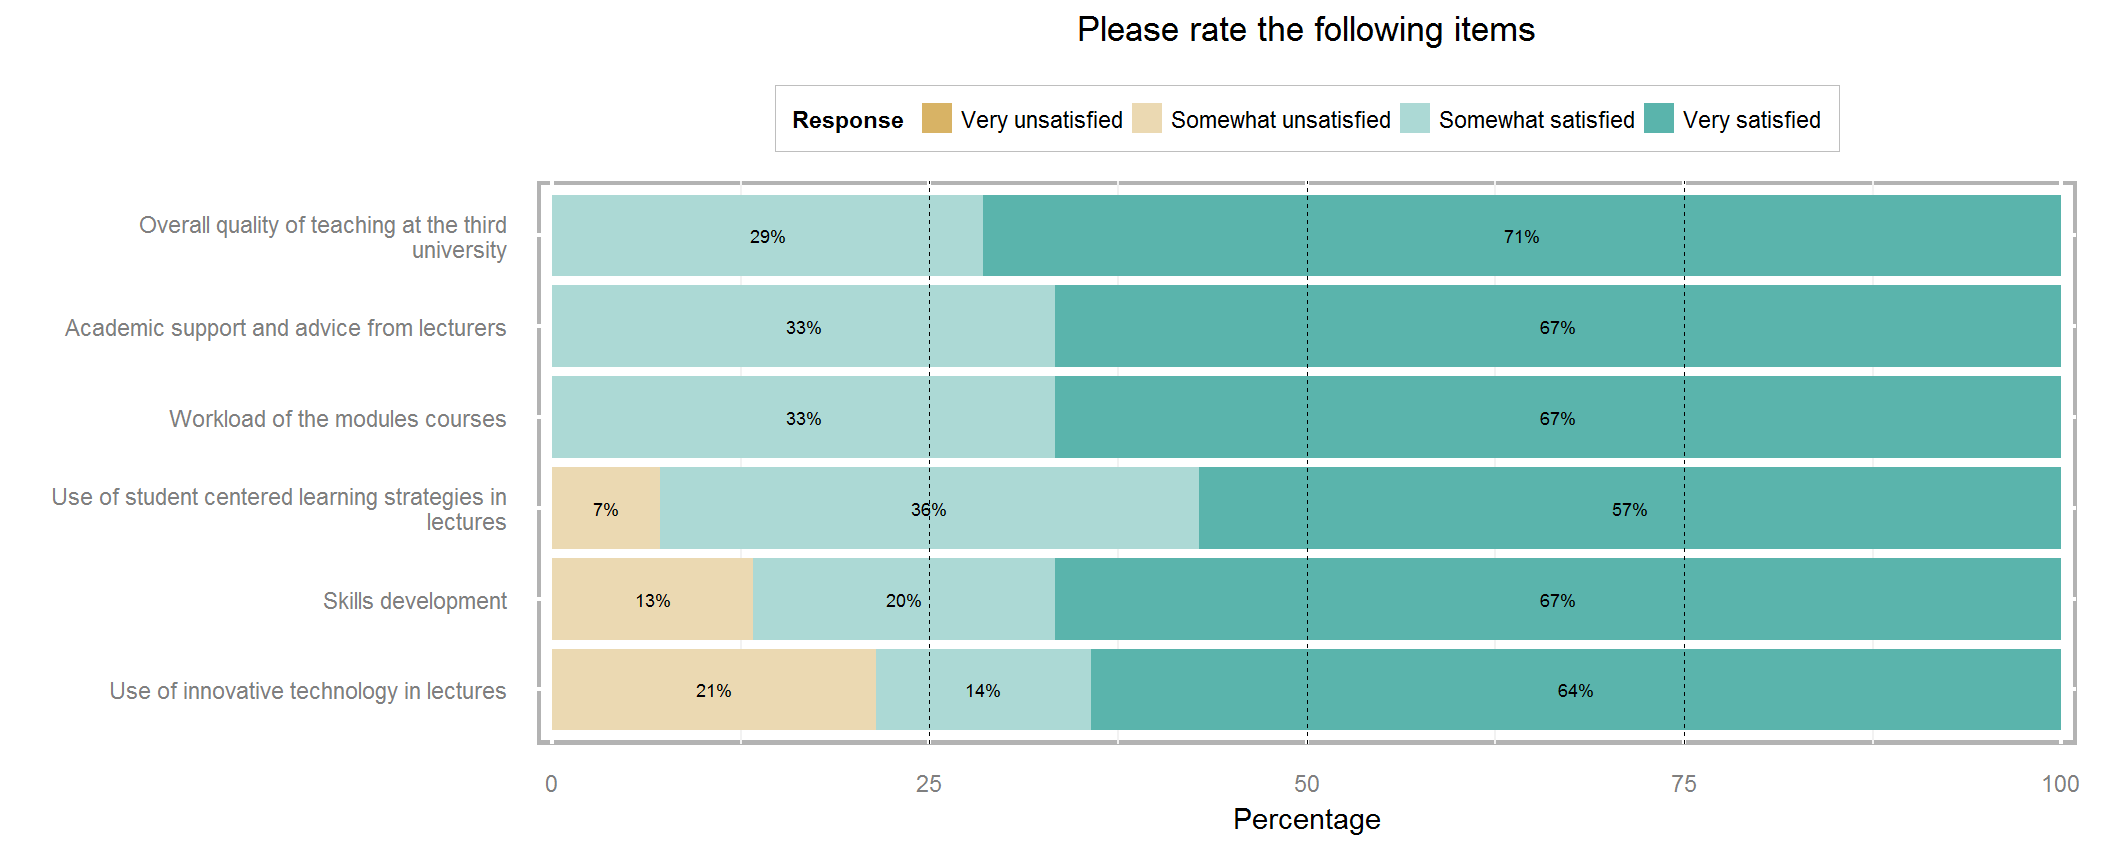 Please rate the following items
Response Very unsatisfied Somewhat unsatisfied Somewhat satisfied Very satisfied
Overall quality of teaching at the third
university
29% 71%
Academic support and advice from lecturers
33% 67%
Workload of the modules courses
33% 67%
Use of student centered learning strategies in
lectures
7% 36% 57%
Skills development
13% 20% 67%
Use of innovative technology in lectures
21% 14% 64%
0 25 50 75 100
Percentage